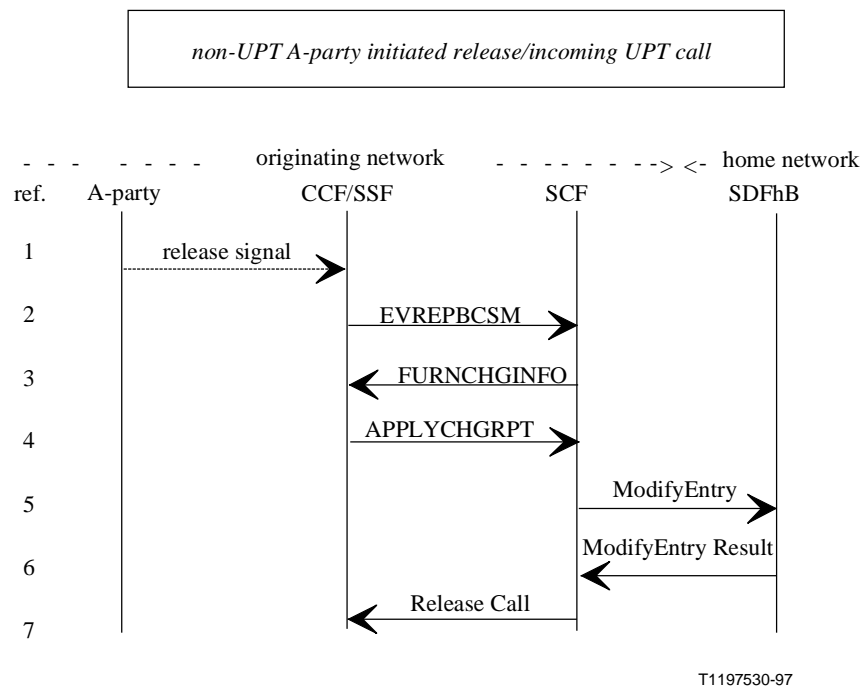 non-UPT A-party initiated release/incoming UPT call
originating network
home network
ref. A-party CCF/SSF SCF SDFhB
1 release signal
2 EVREPBCSM
3 FURNCHGINFO
4 APPLYCHGRPT
5 ModifyEntry
ModifyEntry Result
6
Release Call
7
T1197530-97